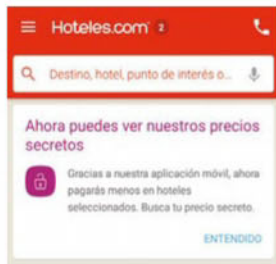 Hoteles.com 2
Destino, hotel, punto de interés o...
Ahora puedes ver nuestros precios
secretos
Gracias a nuestra aplicación móvil, ahora
pagarás menos en hoteles
seleccionados. Busca tu precio secreto.
ENTENDIDO